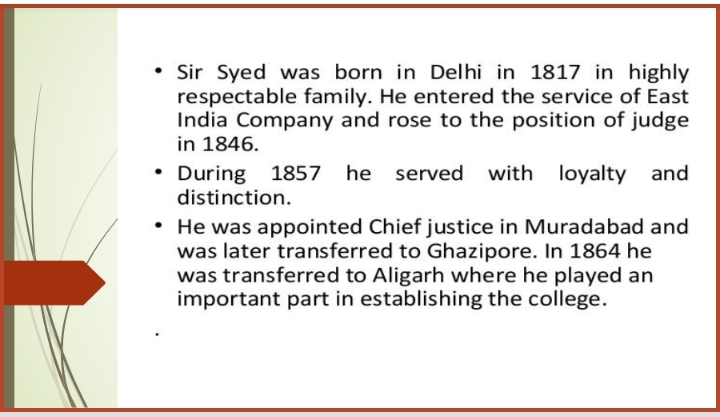 • Sir Syed was born in Delhi in 1817 in highly
respectable family. He entered the service of East
India Company and rose to the position of judge
in 1846.
• During 1857 he served with loyalty and
distinction.
• He was appointed Chief justice in Muradabad and
was later transferred to Ghazipore. In 1864 he
was transferred to Aligarh where he played an
important part in establishing the college.
.